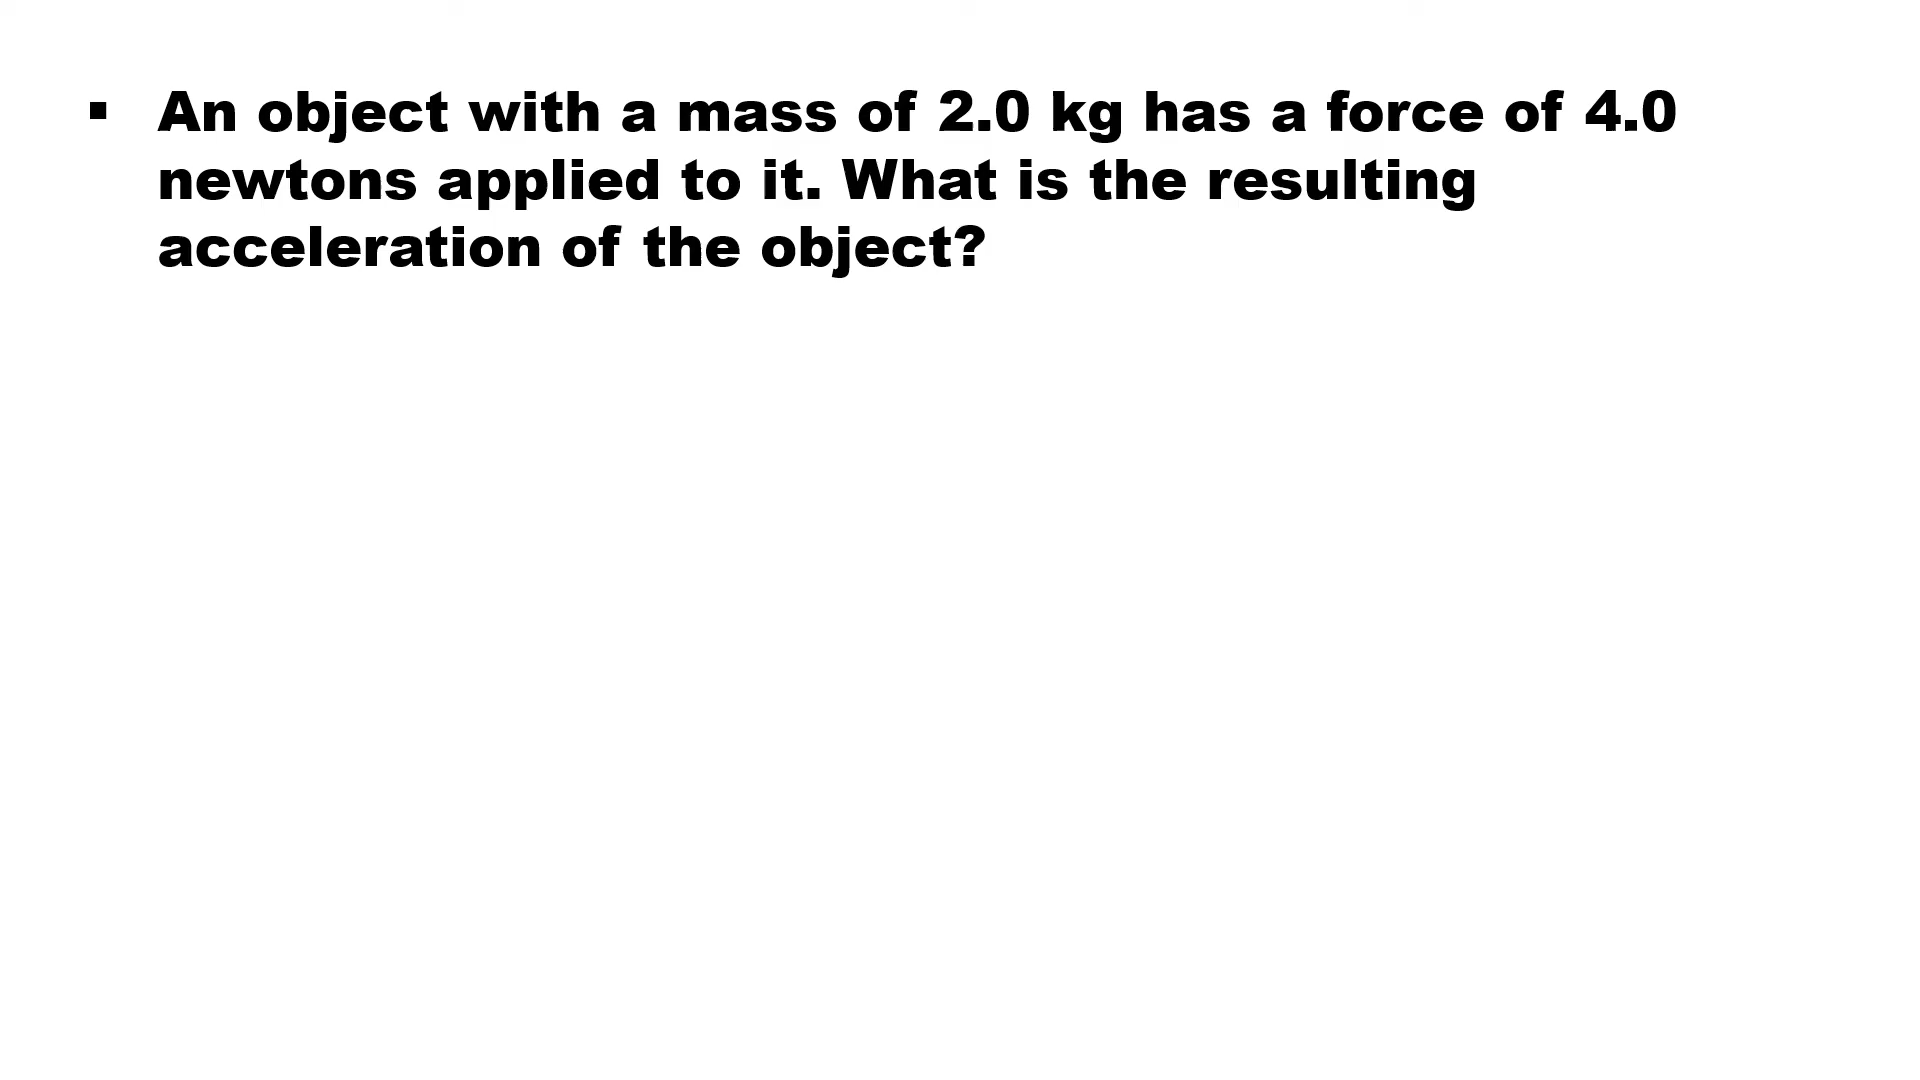 ▪ An object with a mass of 2.0 kg has a force of 4.0
newtons applied to it. What is the resulting
acceleration of the object?